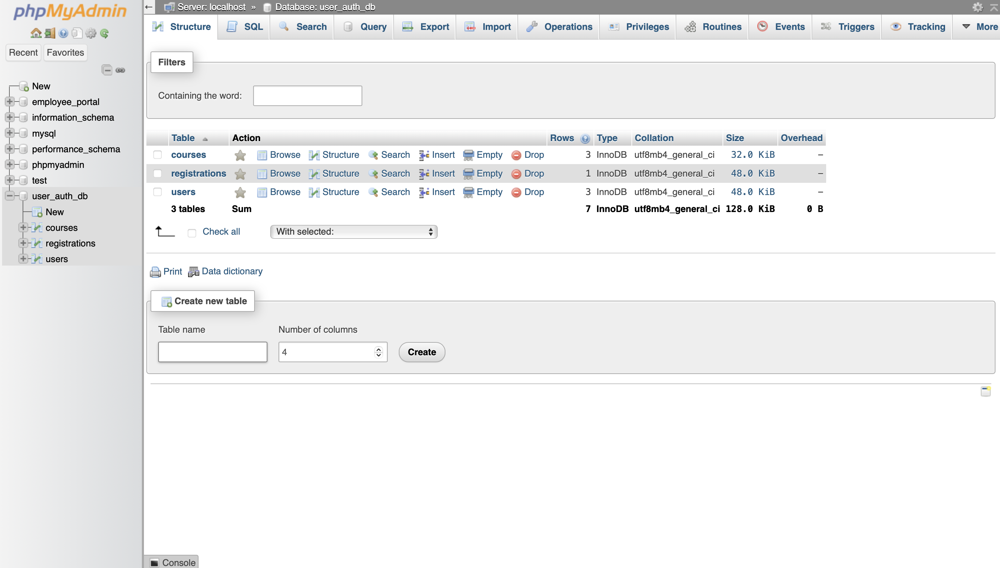 phpMyAdmin
Recent Favorites
New
employee_portal
information_schema
mysql
performance_schema
phpmyadmin
test
user_auth_db
New
courses
registrations
users
Server: localhost » Database: user_auth_db
Structure SQL Search Query Export Import Operations Privileges Routines Events Triggers Tracking More
Filters
Containing the word:
Table Action Rows Type Collation Size Overhead
courses Browse Structure Search Insert Empty Drop 3 InnoDB utf8mb4_general_ci 32.0 KiB –
registrations Browse Structure Search Insert Empty Drop 1 InnoDB utf8mb4_general_ci 48.0 KiB –
users Browse Structure Search Insert Empty Drop 3 InnoDB utf8mb4_general_ci 48.0 KiB –
3 tables Sum 7 InnoDB utf8mb4_general_ci 128.0 KiB 0 B
Check all With selected:
Print Data dictionary
Create new table
Table name Number of columns
4 Create
Console